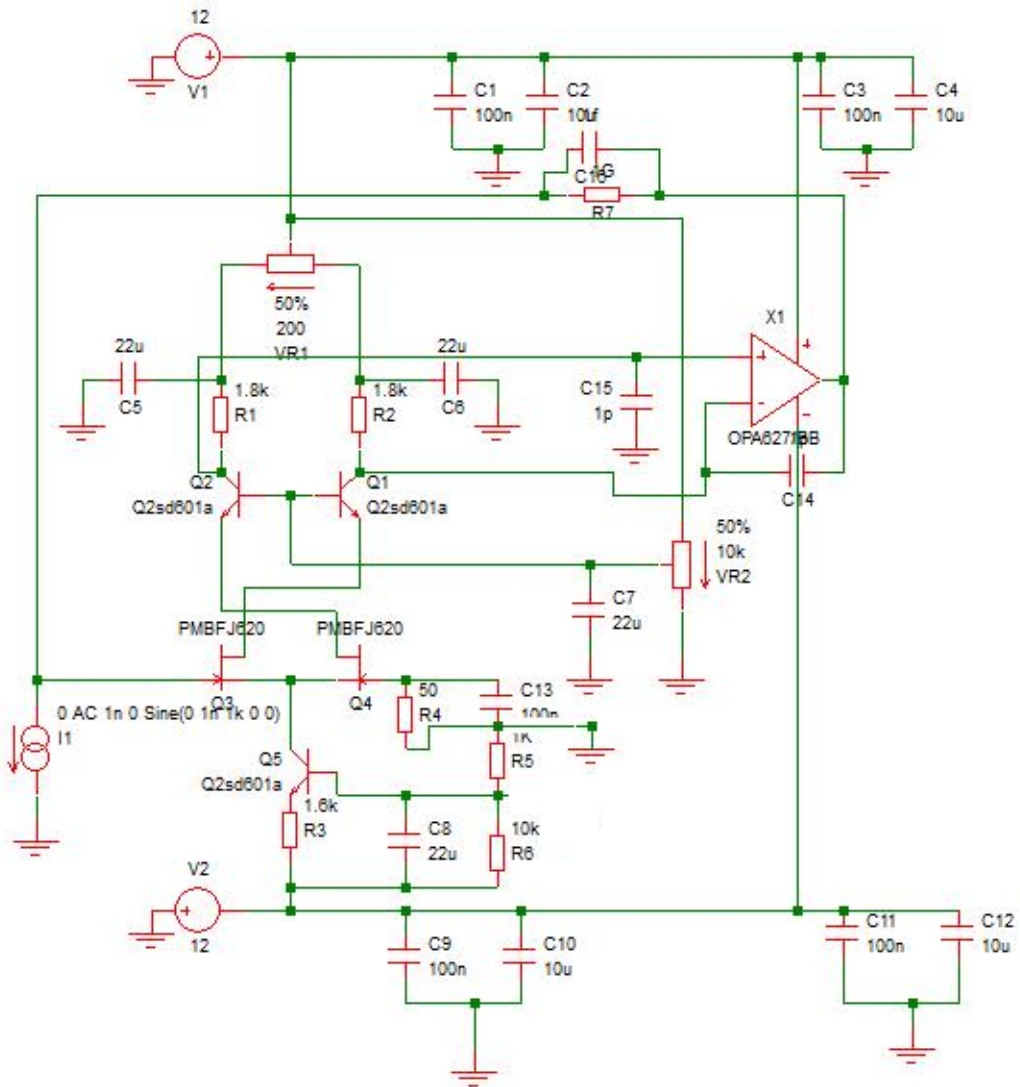 12
V1
C1
100n
C2
C3
100n
C4
10u
C16
R7
50%
200
VR1
22u
C5
22u
C6
1.8k
R1
1.8k
R2
C15
1p
X1
+
-
+
-
C14
Q2
Q2sd601a
Q1
Q2sd601a
50%
10k
VR2
C7
22u
PMBFJ620
PMBFJ620
Q3
Q4
50
R4
C13
100n
0 AC 1n 0 Sine(0 1n 1k 0 0)
I1
1K
R5
Q5
Q2sd601a
1.6k
R3
C8
22u
10k
R6
V2
12
C9
100n
C10
10u
C11
100n
C12
10u